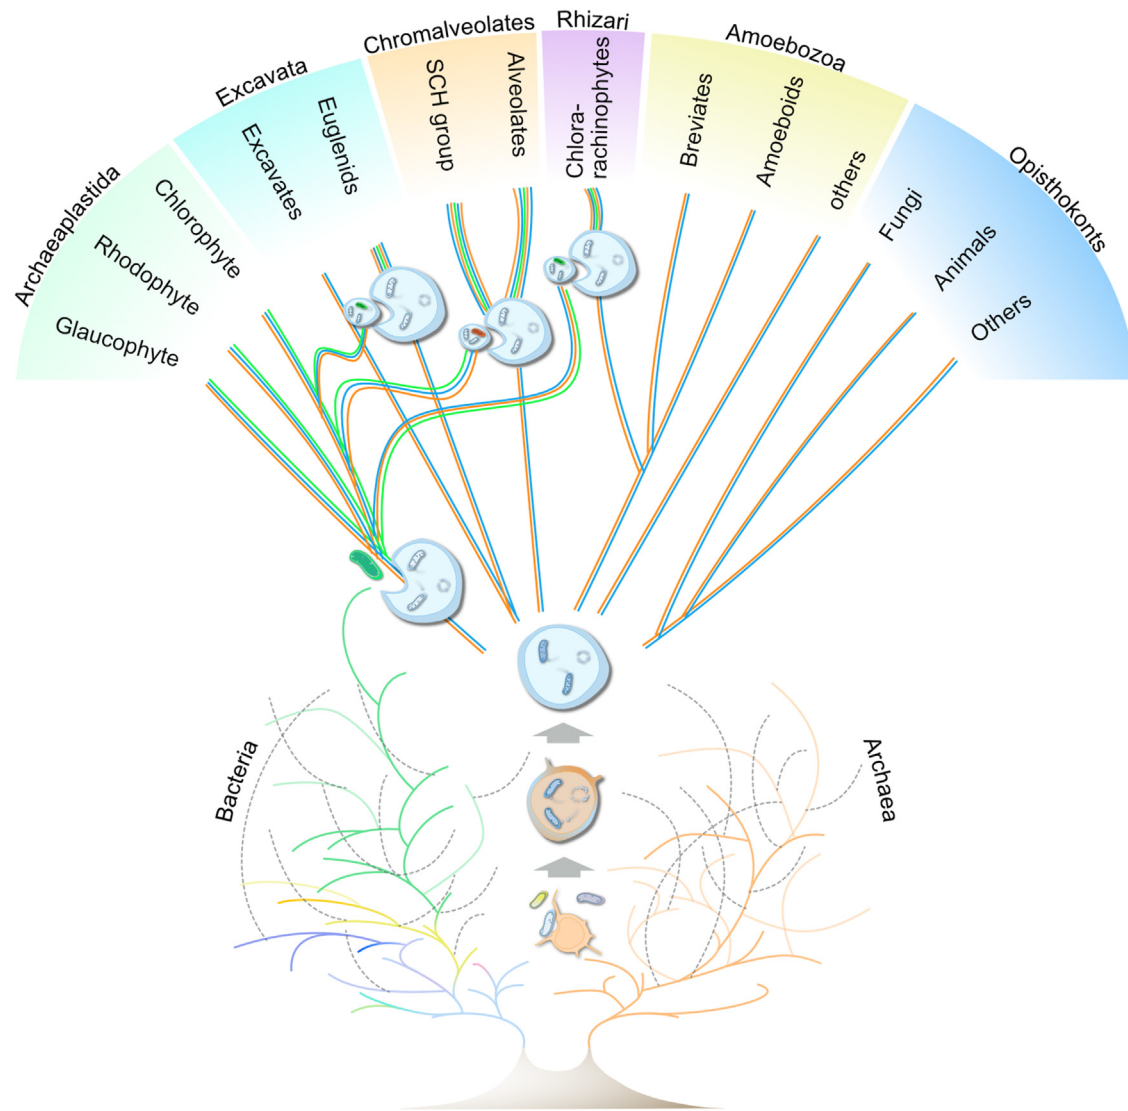 Archaeaplastida
Glaucophyte
Rhodophyte
Chlorophyte
Excavata
Excavates
Euglenids
Chromalveolates
SCH group
Alveolates
Rhizari
Chlora-
rachinophytes
Amoebozoa
Breviates
Amoeboids
others
Opisthokonts
Fungi
Animals
Others
Bacteria
Archaea